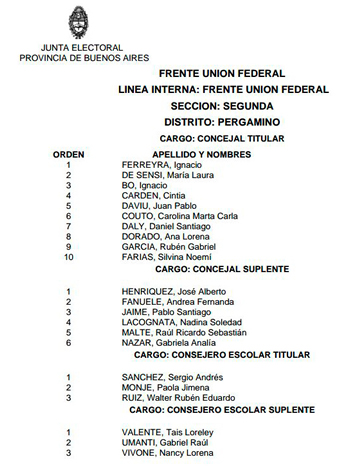 JUNTA ELECTORAL
PROVINCIA DE BUENOS AIRES
FRENTE UNION FEDERAL
LINEA INTERNA: FRENTE UNION FEDERAL
SECCION: SEGUNDA
DISTRITO: PERGAMINO
CARGO: CONCEJAL TITULAR
ORDEN APELLIDO Y NOMBRES
1 FERREYRA, Ignacio
2 DE SENSI, María Laura
3 BO, Ignacio
4 CARDEN, Cintia
5 DAVIU, Juan Pablo
6 COUTO, Carolina Marta Carla
7 DALY, Daniel Santiago
8 DORADO, Ana Lorena
9 GARCIA, Rubén Gabriel
10 FARIAS, Silvina Noemí
CARGO: CONCEJAL SUPLENTE
1 HENRIQUEZ, José Alberto
2 FANUELE, Andrea Fernanda
3 JAIME, Pablo Santiago
4 LACOGNATA, Nadina Soledad
5 MALTE, Raúl Ricardo Sebastián
6 NAZAR, Gabriela Analía
CARGO: CONSEJERO ESCOLAR TITULAR
1 SANCHEZ, Sergio Andrés
2 MONJE, Paola Jimena
3 RUIZ, Walter Rubén Eduardo
CARGO: CONSEJERO ESCOLAR SUPLENTE
1 VALENTE, Tais Loreley
2 UMANTI, Gabriel Raúl
3 VIVONE, Nancy Lorena